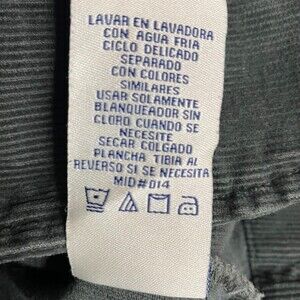 LAVAR EN LAVADORA
CON AGUA FRIA
CICLO DELICADO
SEPARADO
CON COLORES
SIMILARES
USAR SOLAMENTE
BLANQUEADOR SIN
CLORO CUANDO SE
NECESITE
SECAR COLGADO
PLANCHA TIBIA AL
REVERSO SI SE NECESITA
MID#014